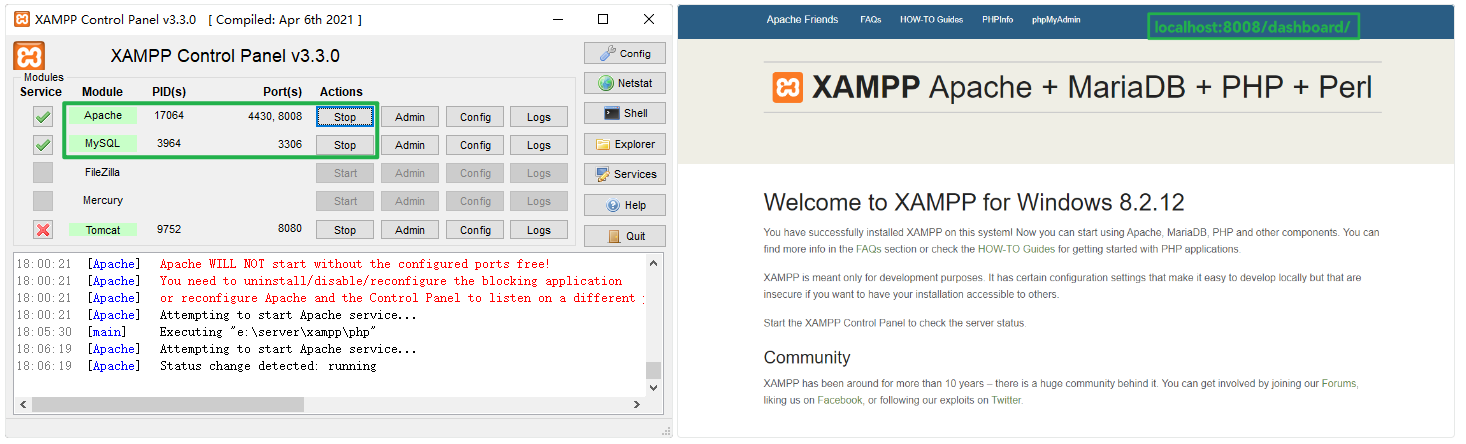 XAMPP Control Panel v3.3.0 [ Compiled: Apr 6th 2021 ]
XAMPP Control Panel v3.3.0
Config
Modules
Service Module PID(s) Port(s) Actions
Netstat
Apache 17064 4430, 8008 Stop Admin Config Logs
Shell
MySQL 3964 3306 Stop Admin Config Logs
Explorer
FileZilla Start Admin Config Logs
Services
Mercury Start Admin Config Logs
Help
Tomcat 9752 8080 Stop Admin Config Logs
Quit
18:00:21 [Apache] Apache WILL NOT start without the configured ports free!
18:00:21 [Apache] You need to uninstall/disable/reconfigure the blocking application
18:00:21 [Apache] or reconfigure Apache and the Control Panel to listen on a different
18:00:21 [Apache] Attempting to start Apache service...
18:05:30 [main] Executing "e:\server\xampp\php"
18:06:19 [Apache] Attempting to start Apache service...
18:06:19 [Apache] Status change detected: running
Apache Friends FAQs HOW-TO Guides PHPInfo phpMyAdmin
localhost:8008/dashboard/
XAMPP Apache + MariaDB + PHP + Perl
Welcome to XAMPP for Windows 8.2.12
You have successfully installed XAMPP on this system! Now you can start using Apache, MariaDB, PHP and other components. You can
find more info in the FAQs section or check the HOW-TO Guides for getting started with PHP applications.
XAMPP is meant only for development purposes. It has certain configuration settings that make it easy to develop locally but that are
insecure if you want to have your installation accessible to others.
Start the XAMPP Control Panel to check the server status.
Community
XAMPP has been around for more than 10 years – there is a huge community behind it. You can get involved by joining our Forums,
liking us on Facebook, or following our exploits on Twitter.